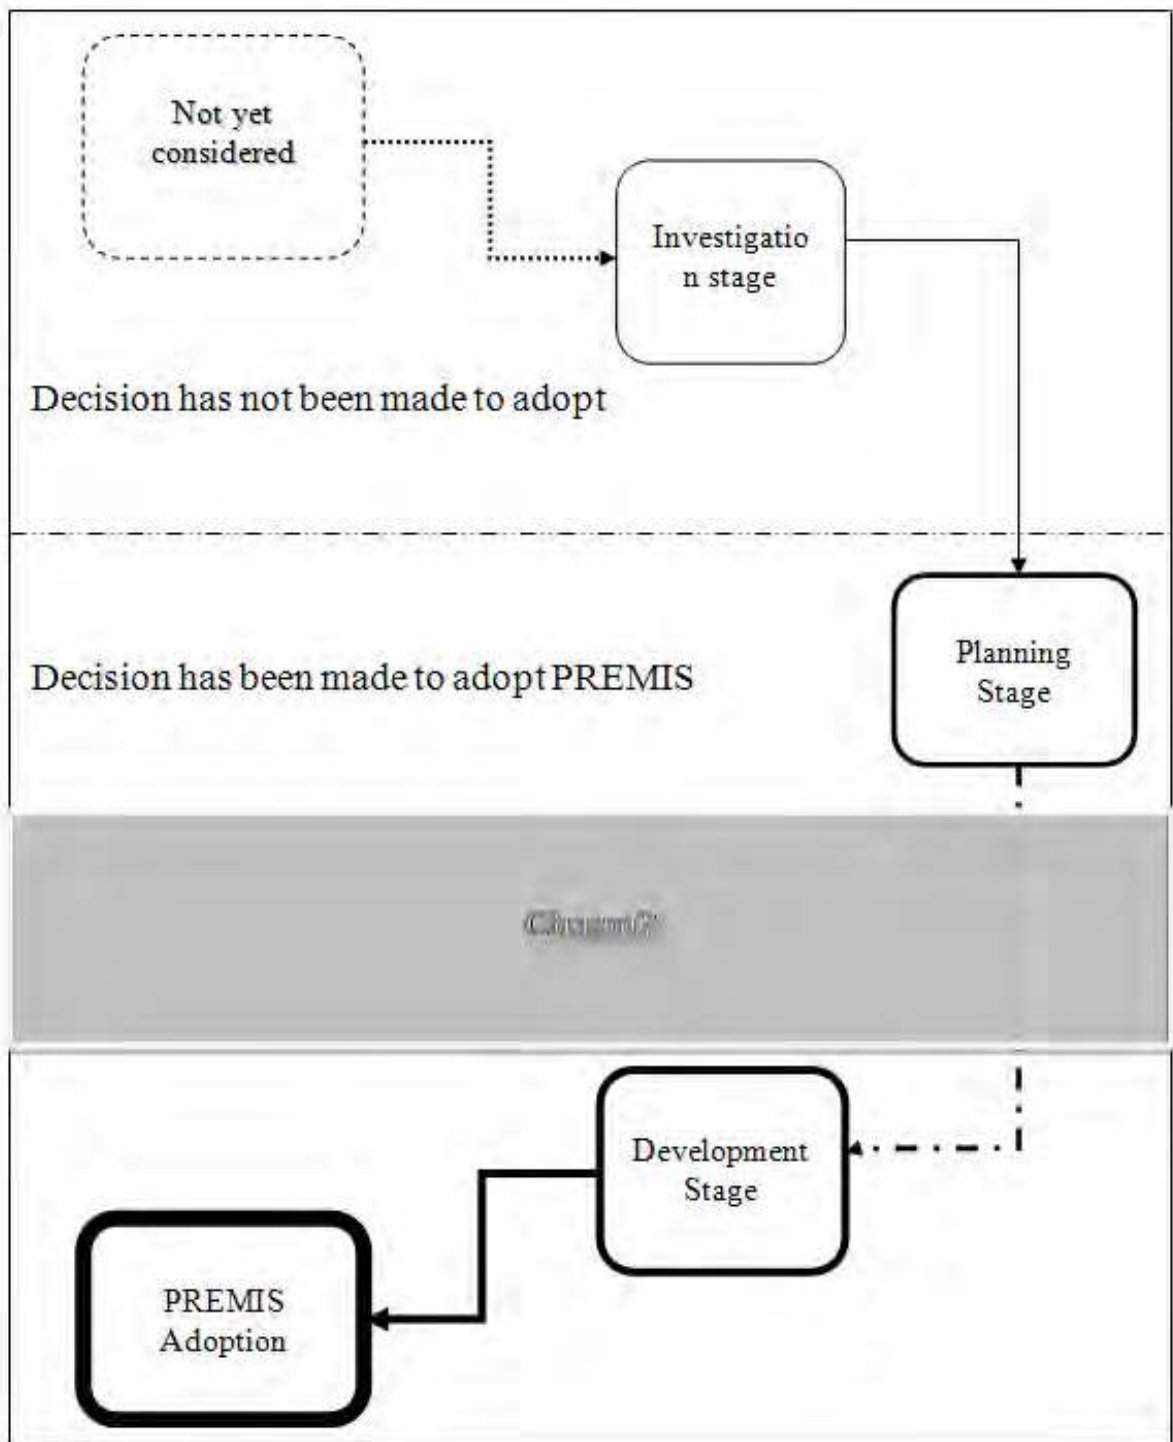 Not yet
considered
Investigatio
n stage
Decision has not been made to adopt
Decision has been made to adopt PREMIS
Planning
Stage
Development
Stage
PREMIS
Adoption